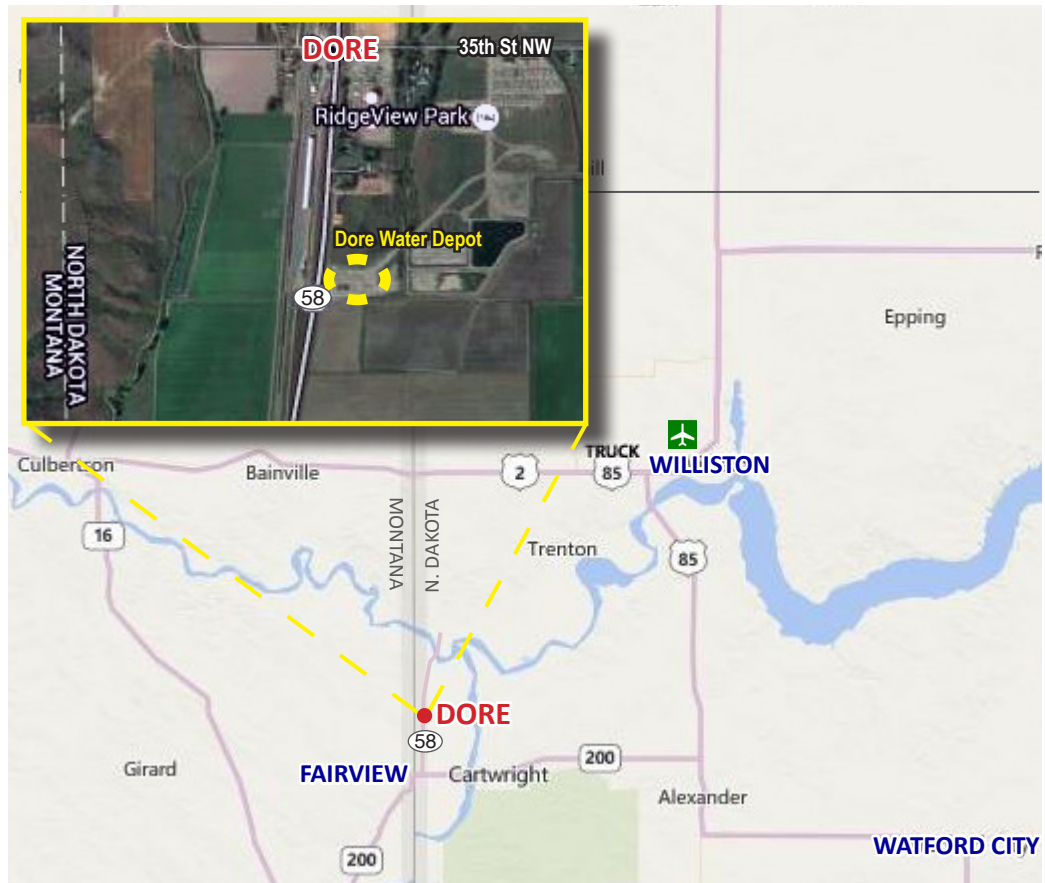 DORE
35th St NW
RidgeView Park
Dore Water Depot
58
NORTH DAKOTA
MONTANA
ill
R
Epping
Culbertson
Bainville
2
TRUCK
85
WILLISTON
16
MONTANA
N. DAKOTA
Trenton
85
DORE
58
FAIRVIEW
Cartwright
200
Girard
Alexander
200
WATFORD CITY